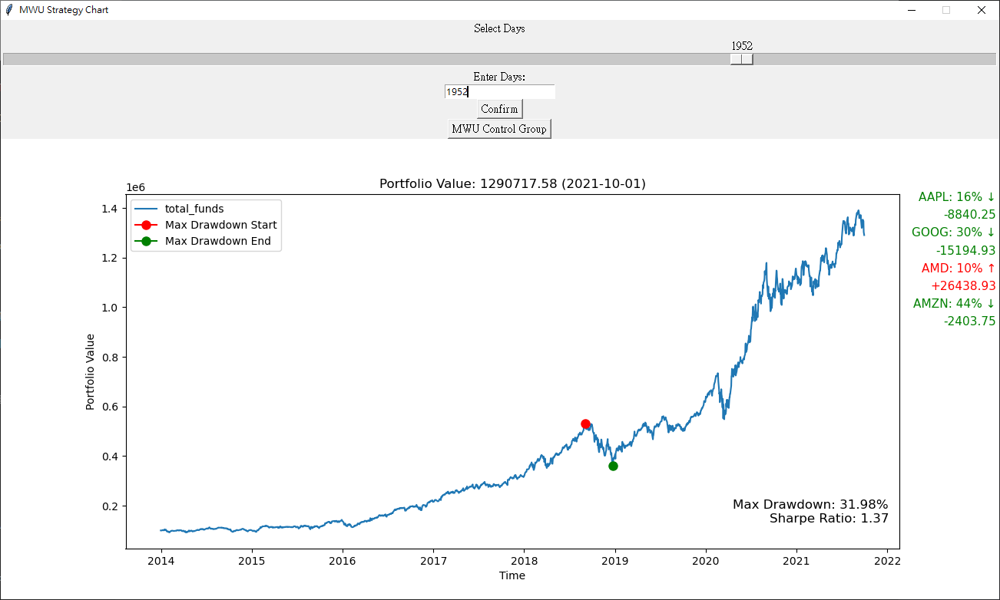 MWU Strategy Chart
Select Days
1952
Enter Days:
1952
Confirm
MWU Control Group
Portfolio Value: 1290717.58 (2021-10-01)
1e6
total_funds
Max Drawdown Start
Max Drawdown End
AAPL: 16% ↓
-8840.25
GOOG: 30% ↓
-15194.93
AMD: 10% ↑
+26438.93
AMZN: 44% ↓
-2403.75
Portfolio Value
1.4
1.2
1.0
0.8
0.6
0.4
0.2
Max Drawdown: 31.98%
Sharpe Ratio: 1.37
2014 2015 2016 2017 2018 2019 2020 2021 2022
Time